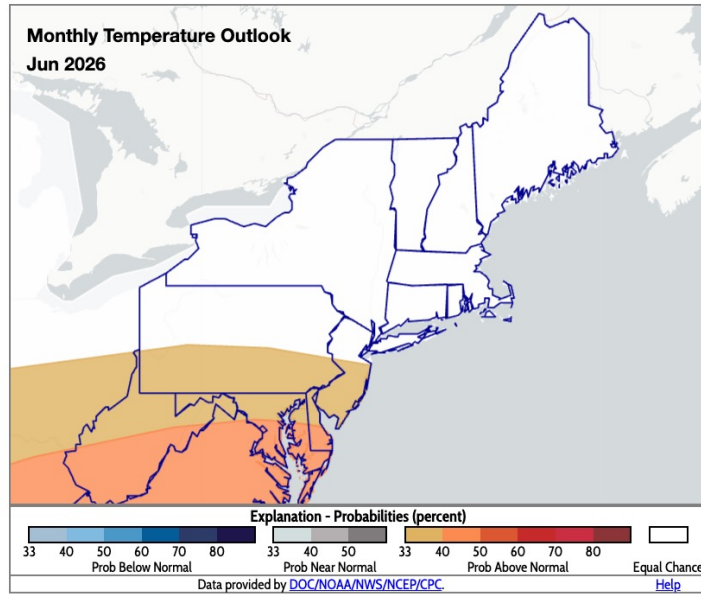 Monthly Temperature Outlook
Jun 2026
Explanation - Probabilities (percent)
33 40 50 60 70 80 33 40 50 33 40 50 60 70 80
Prob Below Normal Prob Near Normal Prob Above Normal Equal Chance
Data provided by DOC/NOAA/NWS/NCEP/CPC. Help